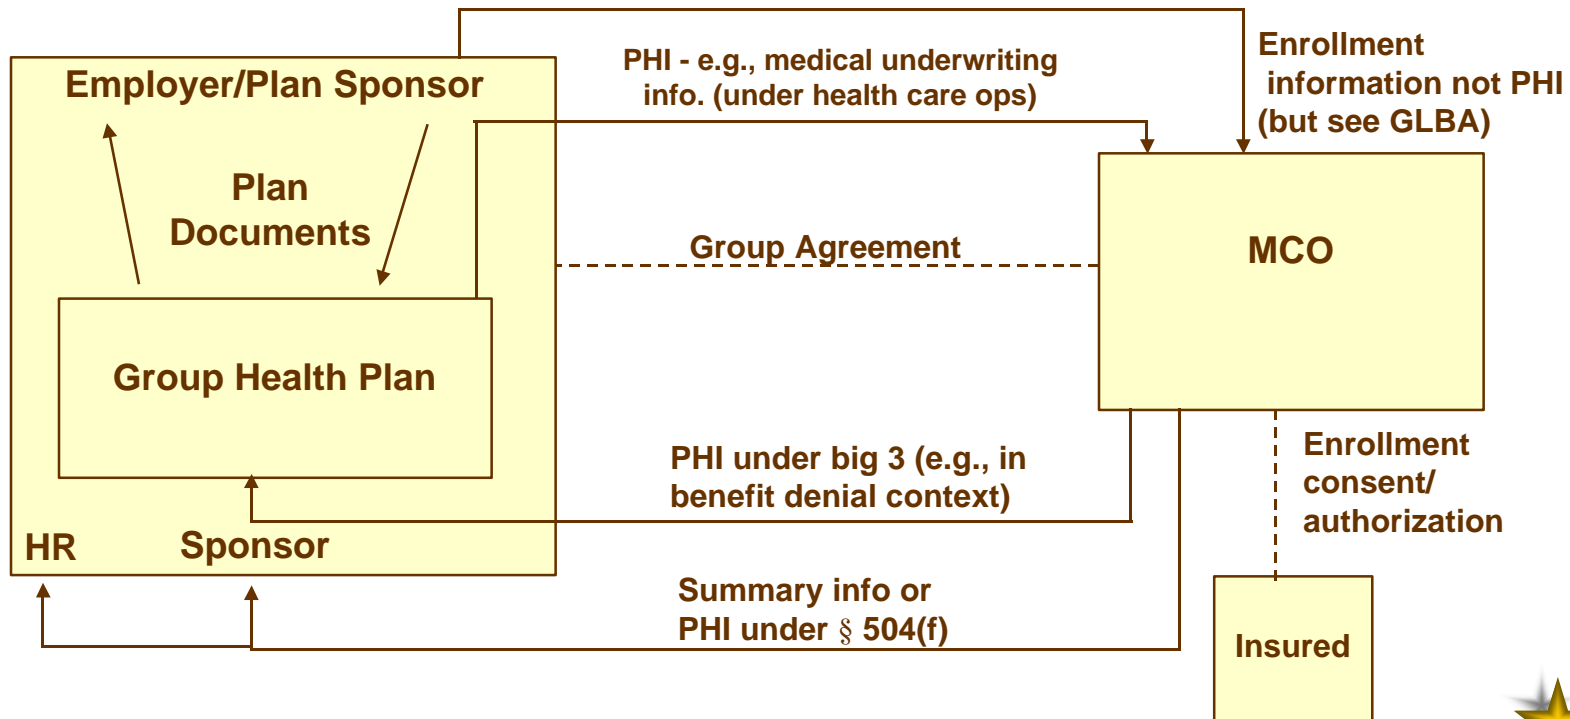 Employer/Plan Sponsor
PHI - e.g., medical underwriting
info. (under health care ops)
Enrollment
information not PHI
(but see GLBA)
Plan
Documents
Group Agreement
MCO
Group Health Plan
PHI under big 3 (e.g., in
benefit denial context)
Enrollment
consent/
authorization
HR
Sponsor
Summary info or
PHI under § 504(f)
Insured